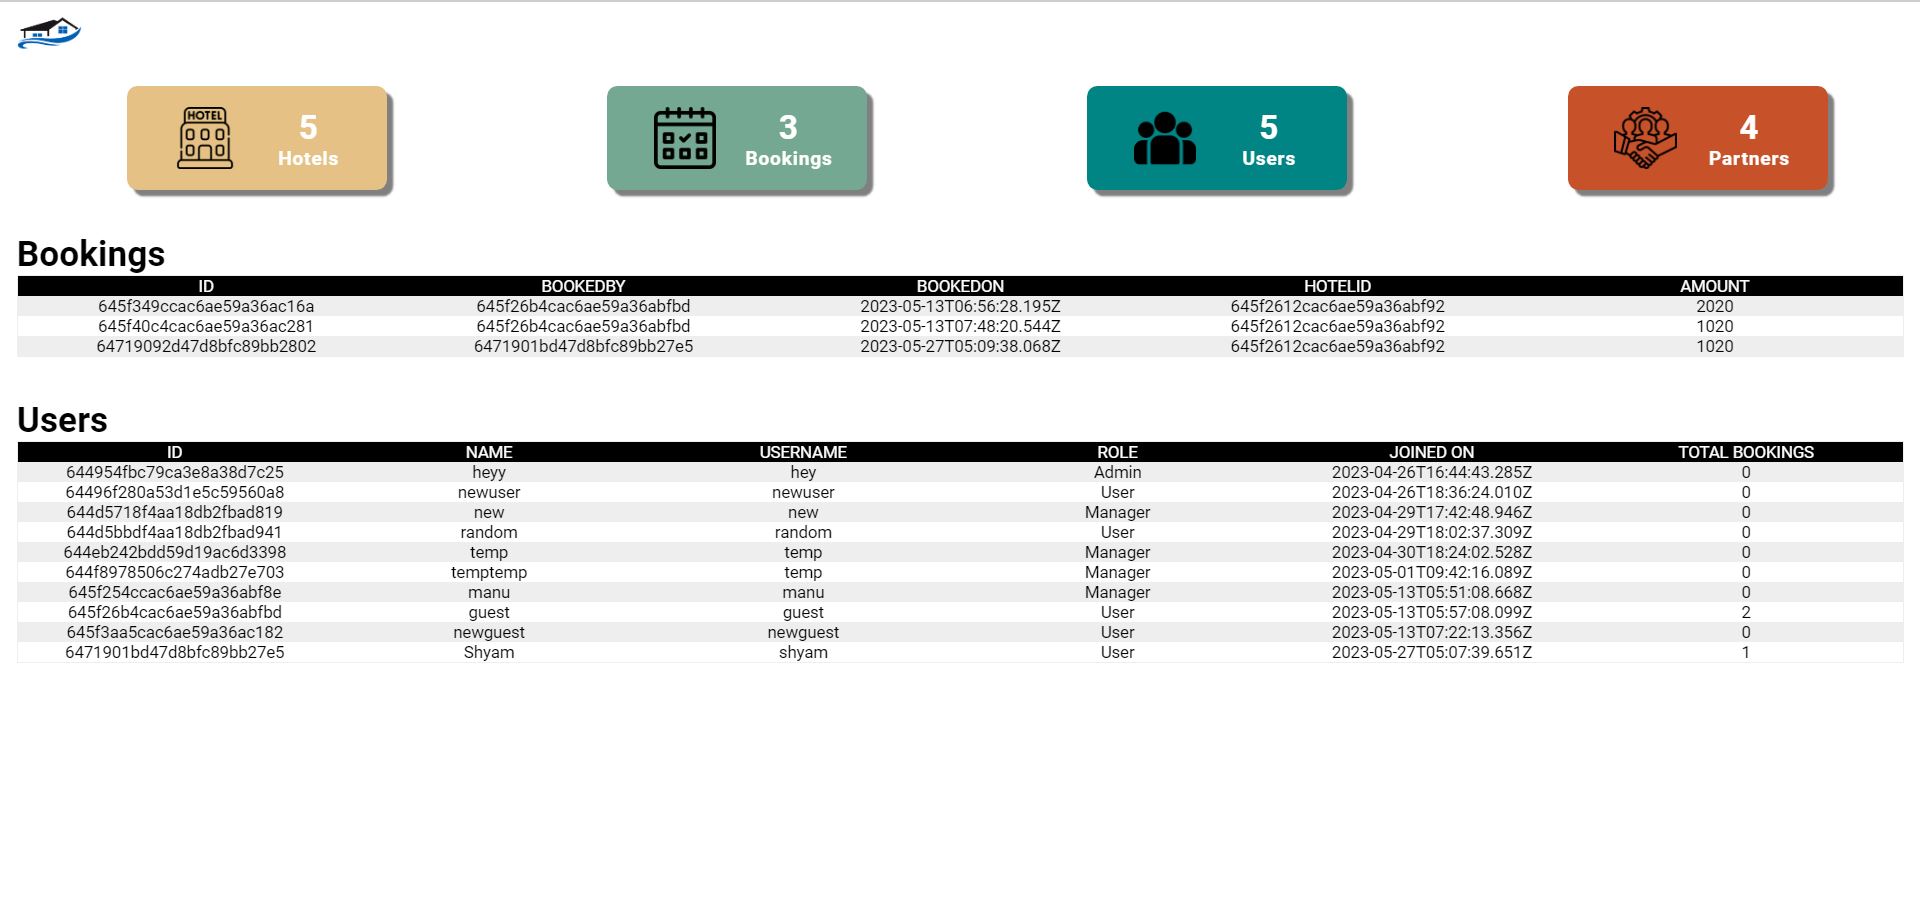 HOTEL
5
Hotels
3
Bookings
5
Users
4
Partners
Bookings
ID BOOKEDBY BOOKEDON HOTELID AMOUNT
645f349ccac6ae59a36ac16a 645f26b4cac6ae59a36abfbd 2023-05-13T06:56:28.195Z 645f2612cac6ae59a36abf92 2020
645f40c4cac6ae59a36ac281 645f26b4cac6ae59a36abfbd 2023-05-13T07:48:20.544Z 645f2612cac6ae59a36abf92 1020
64719092d47d8bfc89bb2802 6471901bd47d8bfc89bb27e5 2023-05-27T05:09:38.068Z 645f2612cac6ae59a36abf92 1020
Users
ID NAME USERNAME ROLE JOINED ON TOTAL BOOKINGS
644954fbc79ca3e8a38d7c25 heyy hey Admin 2023-04-26T16:44:43.285Z 0
64496f280a53d1e5c59560a8 newuser newuser User 2023-04-26T18:36:24.010Z 0
644d5718f4aa18db2fbad819 new new Manager 2023-04-29T17:42:48.946Z 0
644d5bbdf4aa18db2fbad941 random random User 2023-04-29T18:02:37.309Z 0
644eb242bdd59d19ac6d3398 temp temp Manager 2023-04-30T18:24:02.528Z 0
644f8978506c274adb27e703 temptemp temp Manager 2023-05-01T09:42:16.089Z 0
645f254ccac6ae59a36abf8e manu manu Manager 2023-05-13T05:51:08.668Z 0
645f26b4cac6ae59a36abfbd guest guest User 2023-05-13T05:57:08.099Z 2
645f3aa5cac6ae59a36ac182 newguest newguest User 2023-05-13T07:22:13.356Z 0
6471901bd47d8bfc89bb27e5 Shyam shyam User 2023-05-27T05:07:39.651Z 1